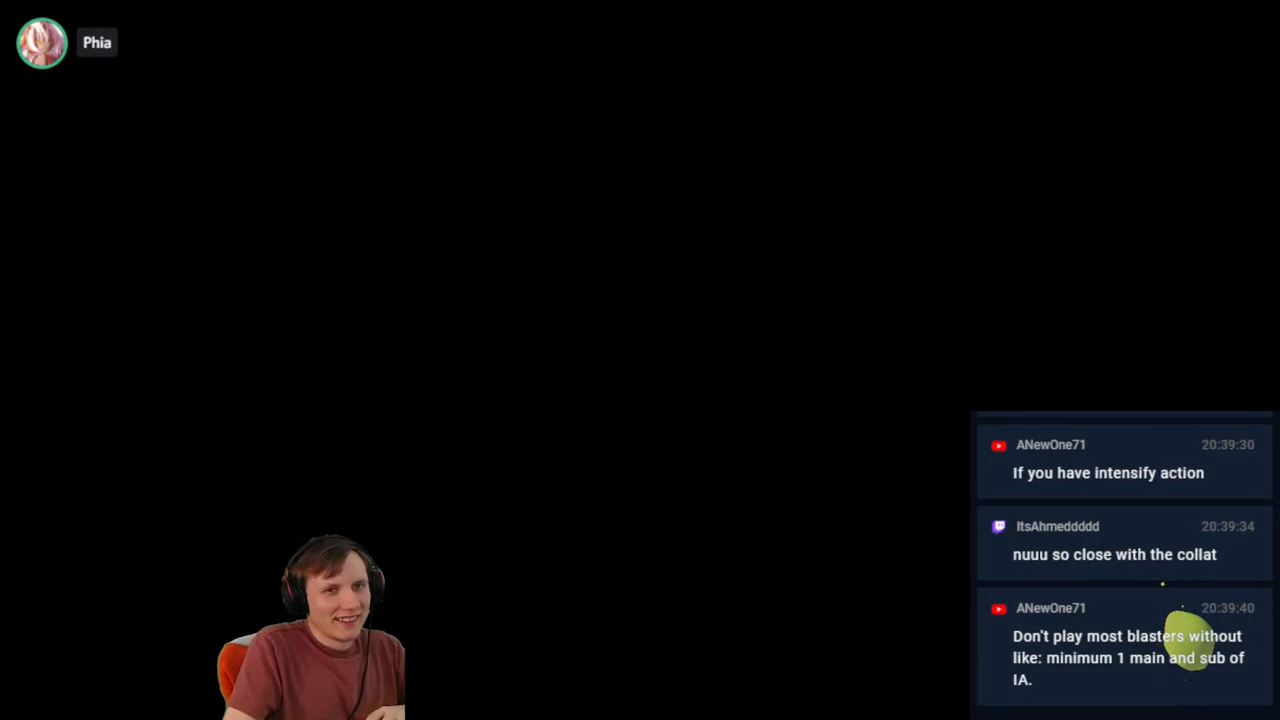 Phia
ANewOne71 20:39:30
If you have intensify action
ItsAhmeddddd 20:39:34
nuuu so close with the collat
ANewOne71 20:39:40
Don't play most blasters without
like: minimum 1 main and sub of
IA.